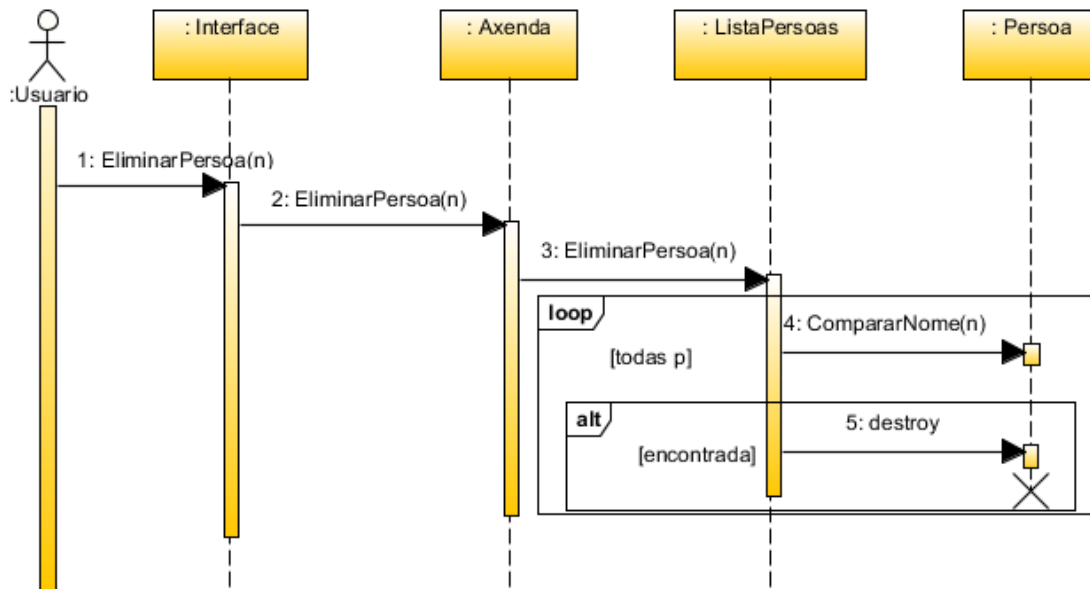 : Interface
: Axenda
: ListaPersoas
: Persoa
:Usuario
1: EliminarPersoa(n)
2: EliminarPersoa(n)
3: EliminarPersoa(n)
loop
4: CompararNome(n)
[todas p]
alt
5: destroy
[encontrada]